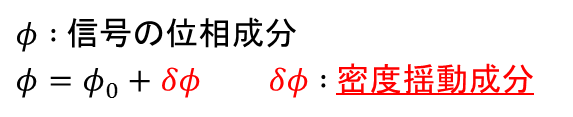 𝜙 : 信号の位相成分
𝜙 = 𝜙₀ + 𝛿𝜙 𝛿𝜙 : 密度揺動成分